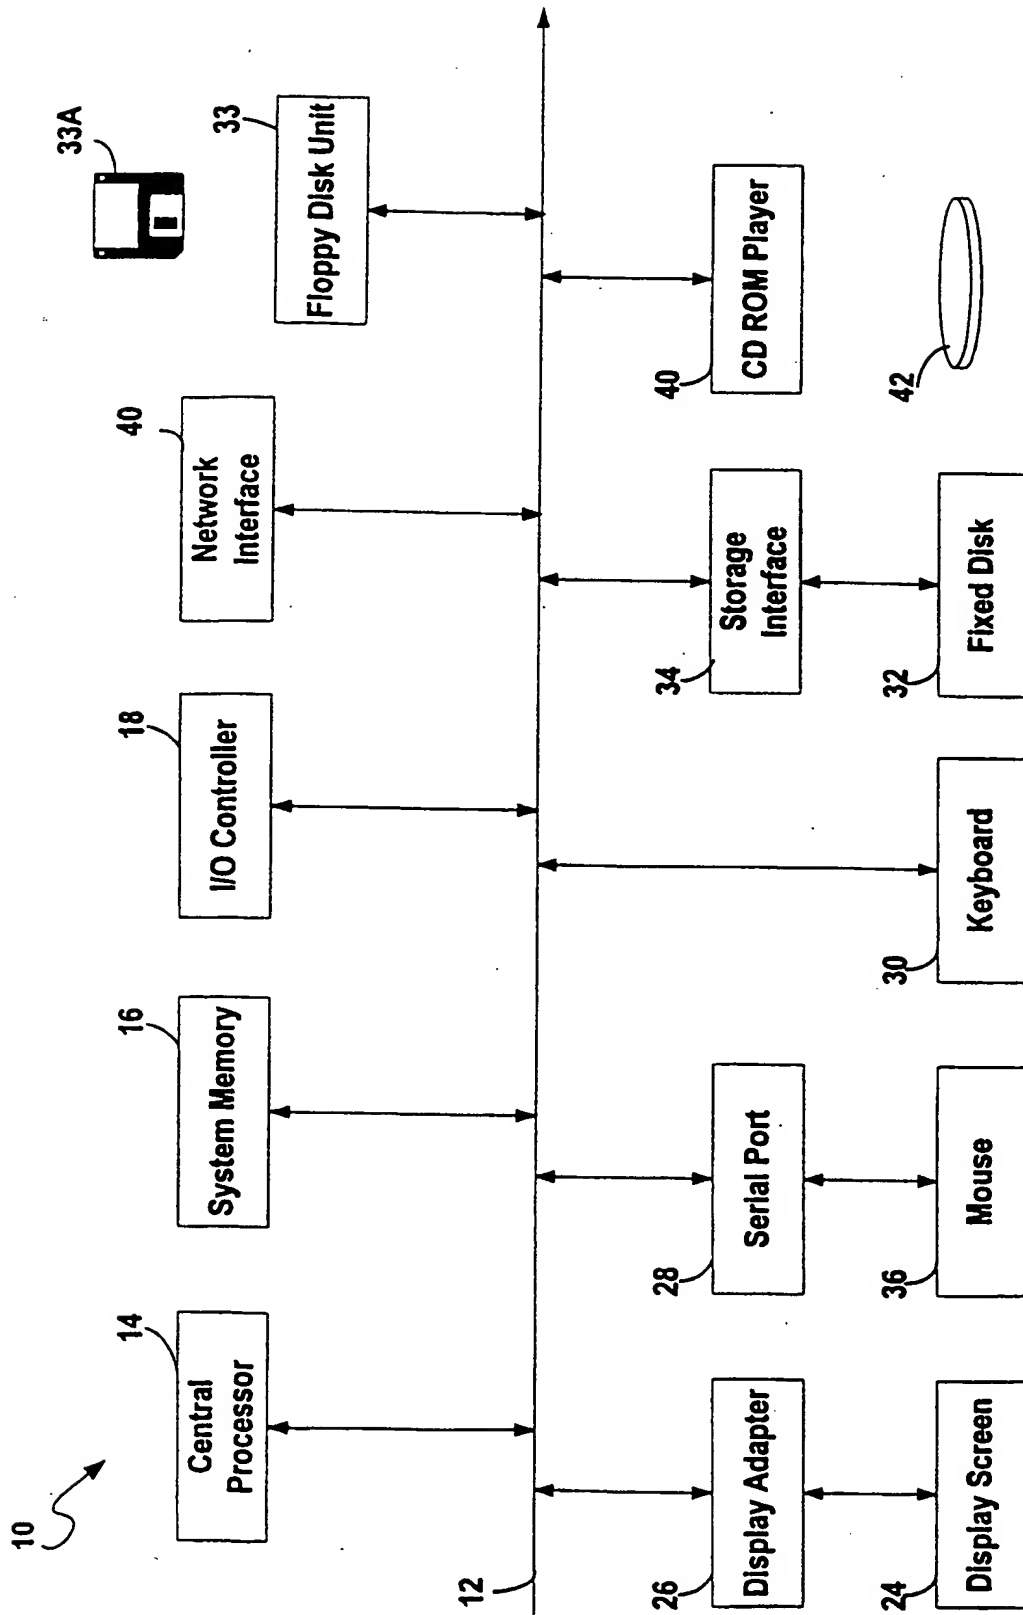 10
14
Central
Processor
16
System Memory
18
I/O Controller
40
Network
Interface
33A
33
Floppy Disk Unit
12
26
Display Adapter
28
Serial Port
34
Storage
Interface
40
CD ROM Player
24
Display Screen
36
Mouse
30
Keyboard
32
Fixed Disk
42